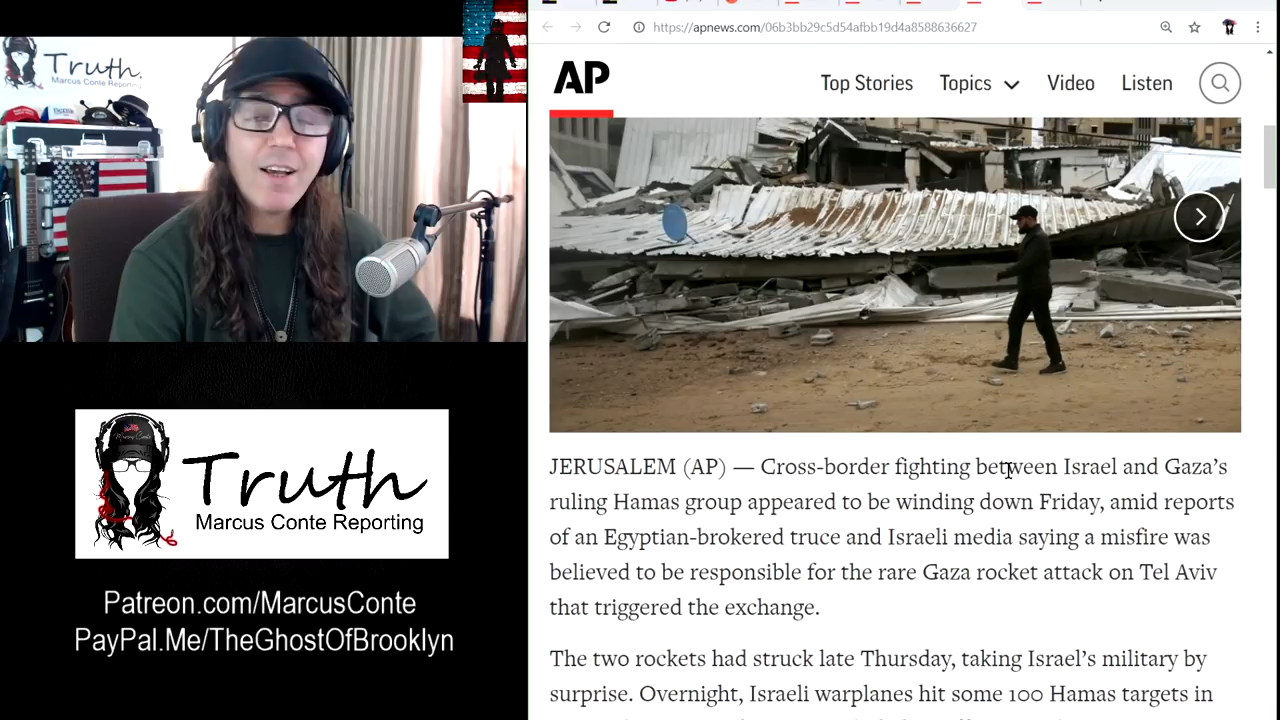 Truth.
Marcus Conte Reporting
https://apnews.com/06b3bb29c5d54afbb19d4a8588636627
AP
Top Stories
Topics
Video
Listen
JERUSALEM (AP) — Cross-border fighting between Israel and Gaza’s
ruling Hamas group appeared to be winding down Friday, amid reports
of an Egyptian-brokered truce and Israeli media saying a misfire was
believed to be responsible for the rare Gaza rocket attack on Tel Aviv
that triggered the exchange.
The two rockets had struck late Thursday, taking Israel’s military by
surprise. Overnight, Israeli warplanes hit some 100 Hamas targets in
Marcus Conte
Truth
Marcus Conte Reporting
Patreon.com/MarcusConte
PayPal.Me/TheGhostOfBrooklyn